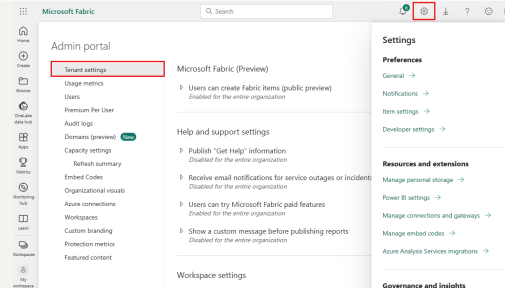 Microsoft Fabric
Search
6
Home
Create
Browse
OneLake
data hub
Apps
Metrics
Monitoring
hub
Learn
Workspaces
My
workspace
Admin portal
Tenant settings
Usage metrics
Users
Premium Per User
Audit logs
Domains (preview) New
Capacity settings
Refresh summary
Embed Codes
Organizational visuals
Azure connections
Workspaces
Custom branding
Protection metrics
Featured content
Microsoft Fabric (Preview)
Users can create Fabric items (public preview)
Enabled for the entire organization
Help and support settings
Publish "Get Help" information
Disabled for the entire organization
Receive email notifications for service outages or incidents
Disabled for the entire organization
Users can try Microsoft Fabric paid features
Enabled for the entire organization
Show a custom message before publishing reports
Disabled for the entire organization
Workspace settings
Settings
Preferences
General →
Notifications →
Item settings →
Developer settings →
Resources and extensions
Manage personal storage →
Power BI settings →
Manage connections and gateways →
Manage embed codes →
Azure Analysis Services migrations →
Governance and insights